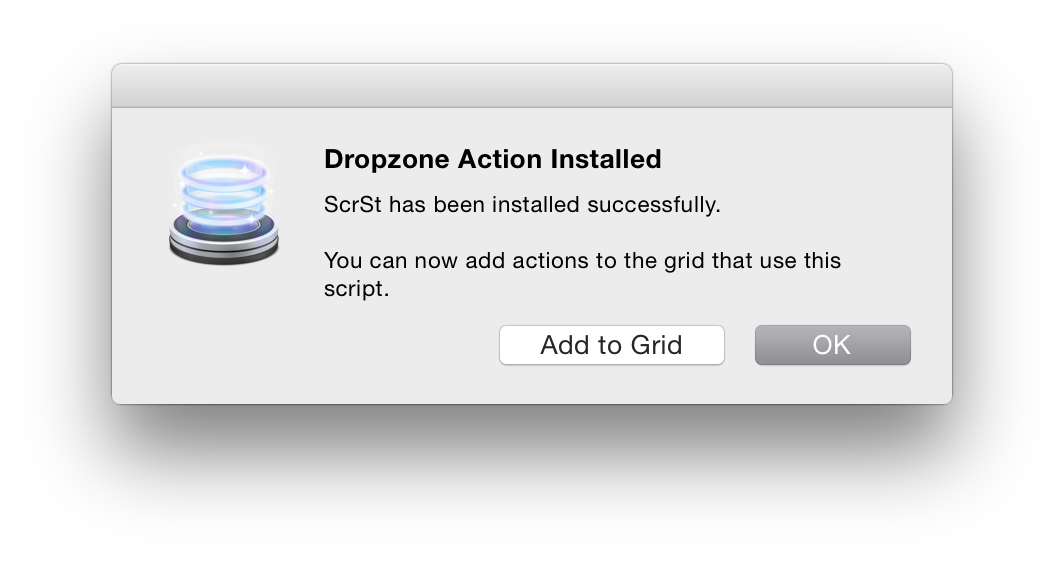 Dropzone Action Installed
ScrSt has been installed successfully.
You can now add actions to the grid that use this
script.
Add to Grid
OK